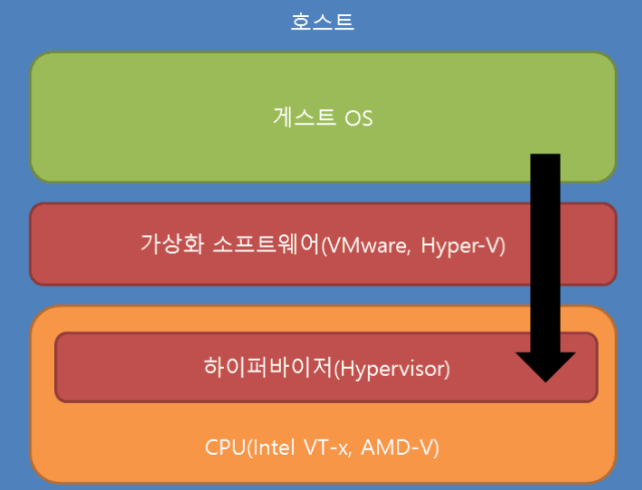 호스트
게스트 OS
가상화 소프트웨어(VMware, Hyper-V)
하이퍼바이저(Hypervisor)
CPU(Intel VT-x, AMD-V)